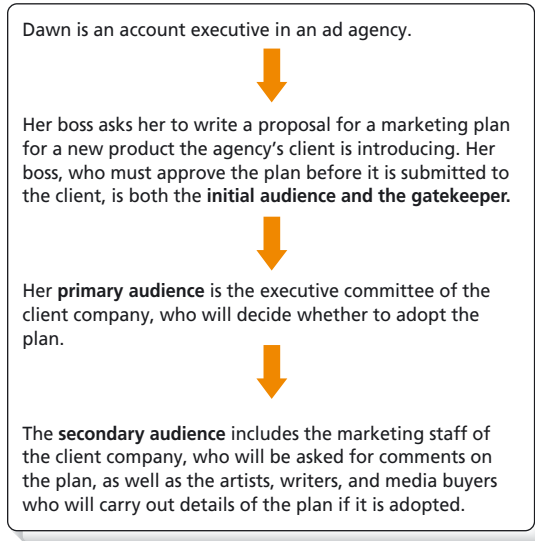 Dawn is an account executive in an ad agency.
Her boss asks her to write a proposal for a marketing plan
for a new product the agency's client is introducing. Her
boss, who must approve the plan before it is submitted to
the client, is both the initial audience and the gatekeeper.
Her primary audience is the executive committee of the
client company, who will decide whether to adopt the
plan.
The secondary audience includes the marketing staff of
the client company, who will be asked for comments on
the plan, as well as the artists, writers, and media buyers
who will carry out details of the plan if it is adopted.